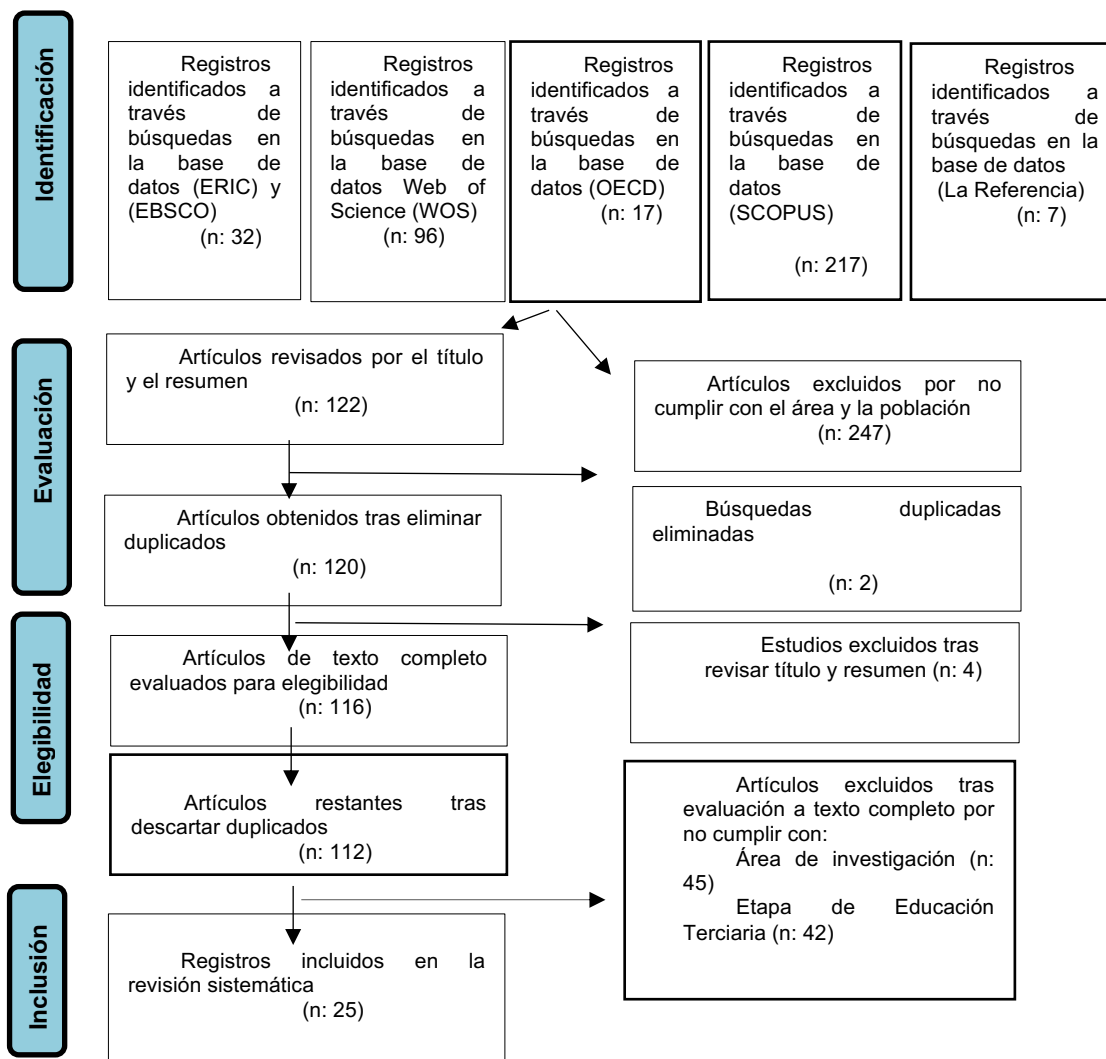 Identificación
Registros
identificados a
través de
búsquedas en
la base de
datos (ERIC) y
(EBSCO)
(n: 32)
Registros
identificados a
través de
búsquedas en
la base de
datos Web of
Science (WOS)
(n: 96)
Registros
identificados a
través de
búsquedas en
la base de
datos (OECD)
(n: 17)
Registros
identificados a
través de
búsquedas en
la base de
datos
(SCOPUS)
(n: 217)
Registros
identificados a
través de
búsquedas en la
base de datos
(La Referencia)
(n: 7)
Evaluación
Artículos revisados por el título
y el resumen
(n: 122)
Artículos excluidos por no
cumplir con el área y la población
(n: 247)
Artículos obtenidos tras eliminar
duplicados
(n: 120)
Búsquedas duplicadas
eliminadas
(n: 2)
Elegibilidad
Artículos de texto completo
evaluados para elegibilidad
(n: 116)
Estudios excluidos tras
revisar título y resumen (n: 4)
Artículos restantes tras
descartar duplicados
(n: 112)
Artículos excluidos tras
evaluación a texto completo por
no cumplir con:
Área de investigación (n:
45)
Etapa de Educación
Terciaria (n: 42)
Inclusión
Registros incluidos en la
revisión sistemática
(n: 25)